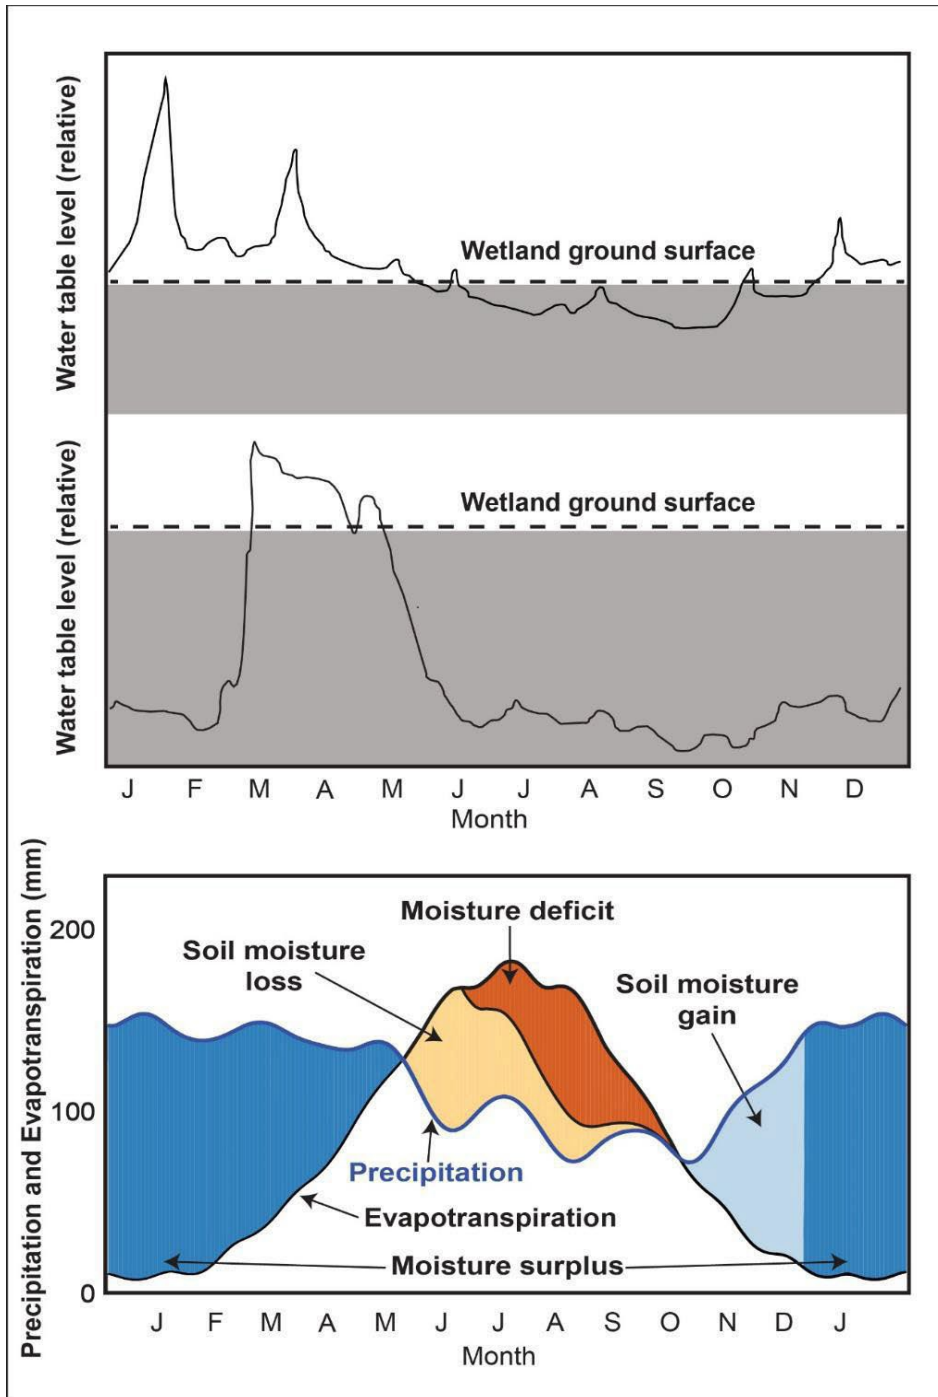 Water table level (relative)
Wetland ground surface
Water table level (relative)
Wetland ground surface
J F M A M J J A S O N D
Month
Precipitation and Evapotranspiration (mm)
200
100
0
Moisture deficit
Soil moisture
loss
Soil moisture
gain
Precipitation
Evapotranspiration
Moisture surplus
J F M A M J J A S O N D J
Month